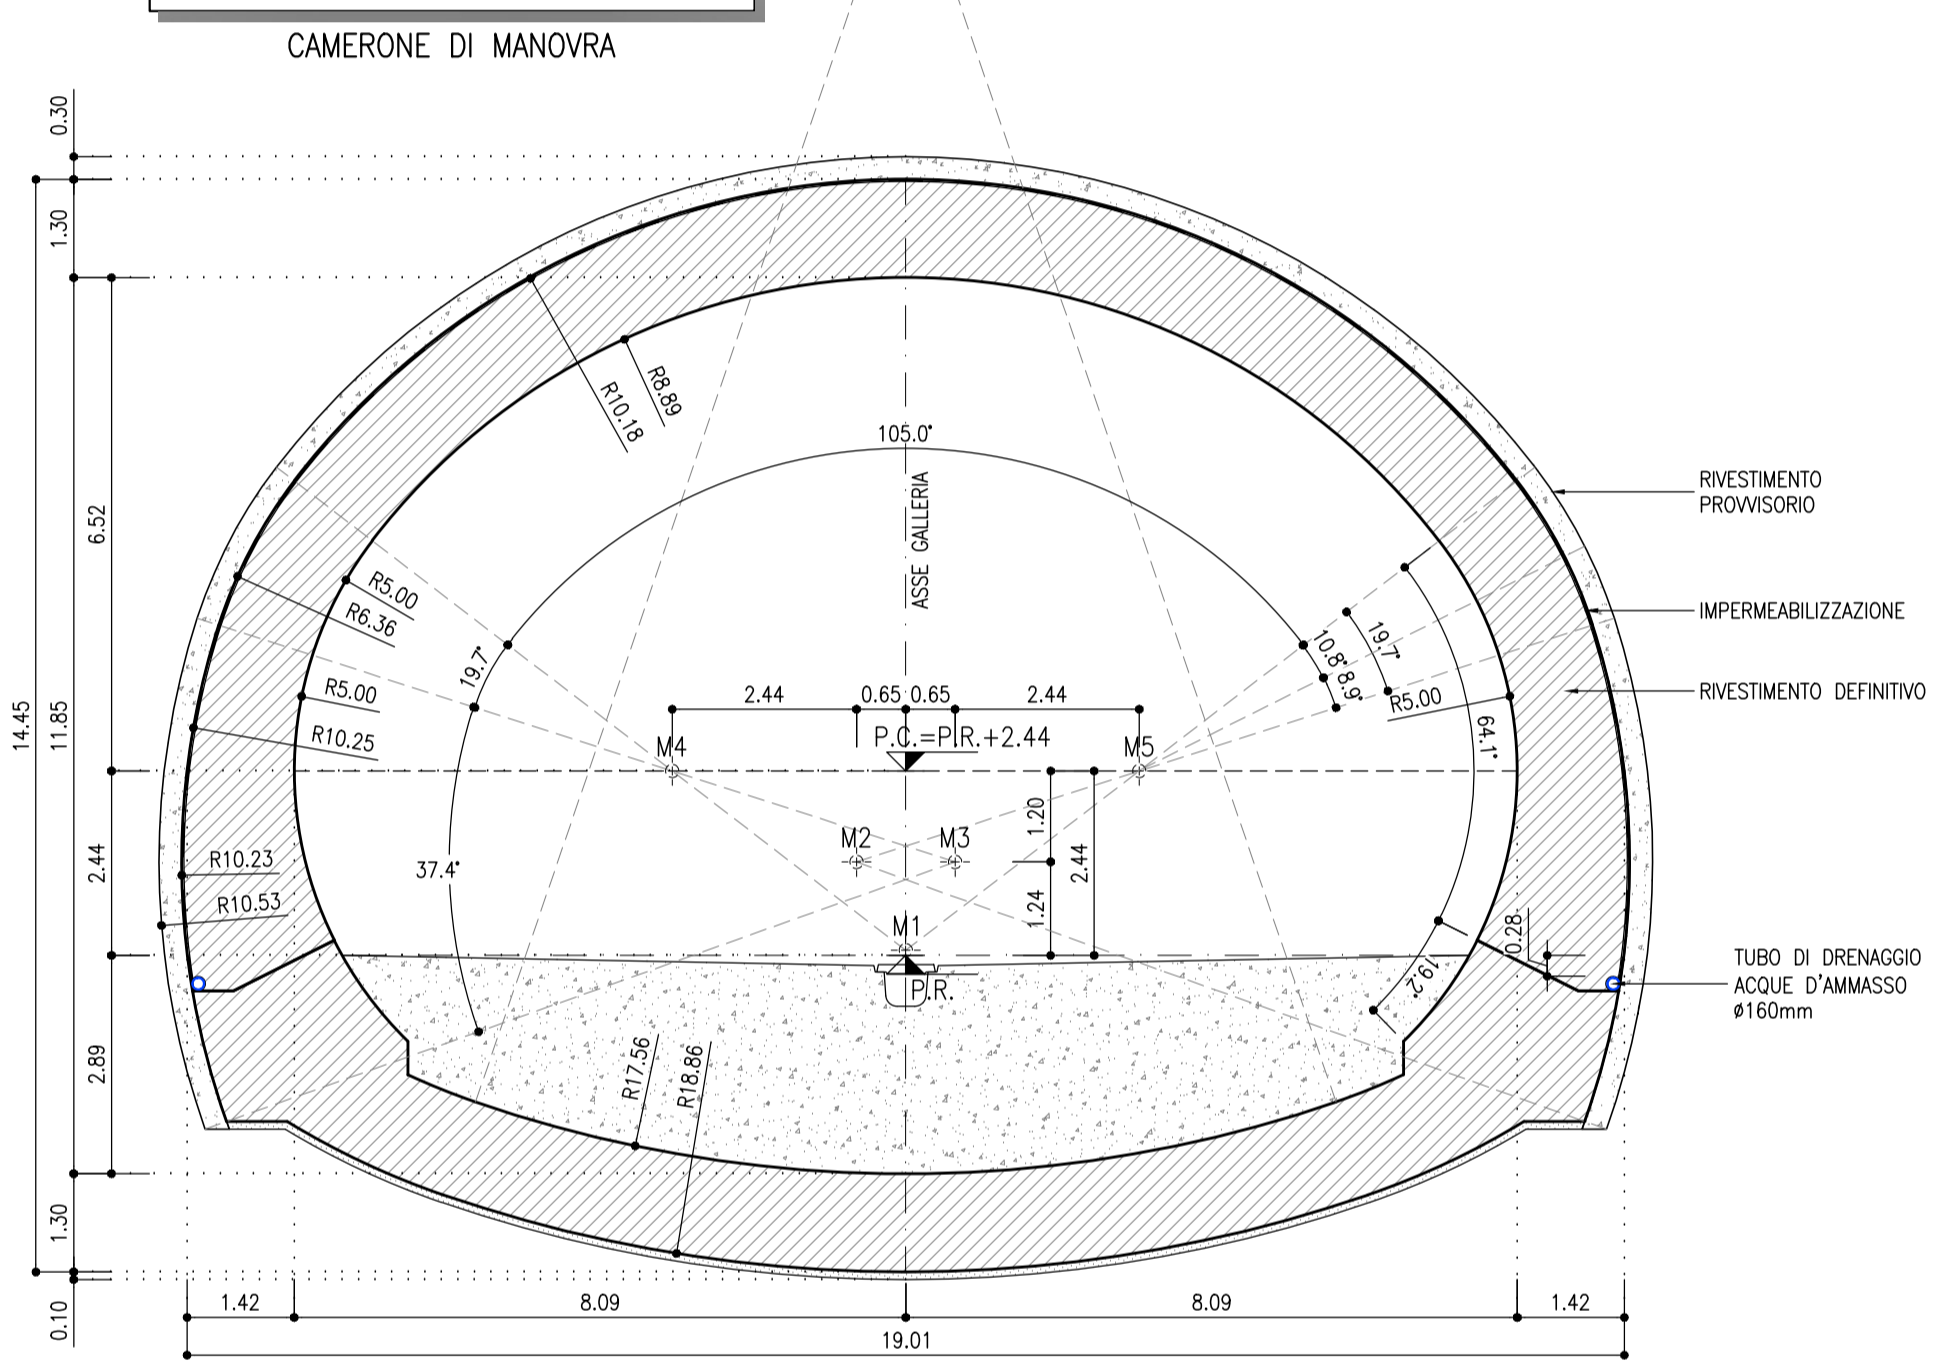 CAMERONE DI MANOVRA
0.30
1.30
6.52
14.45
11.85
2.44
2.89
1.30
0.10
R8.89
R10.18
105.0°
ASSE GALLERIA
R5.00
R6.36
19.7°
R5.00
R10.25
10.8°
8.9°
19.7°
R5.00
64.1°
2.44
0.65
0.65
2.44
P.C.=P.R.+2.44
M4
M5
M2
M3
1.20
2.44
1.24
M1
P.R.
R10.23
R10.53
37.4°
0.28
19.2°
R17.56
R18.86
RIVESTIMENTO
PROVVISORIO
IMPERMEABILIZZAZIONE
RIVESTIMENTO DEFINITIVO
TUBO DI DRENAGGIO
ACQUE D'AMMASSO
ø160mm
1.42
8.09
8.09
1.42
19.01